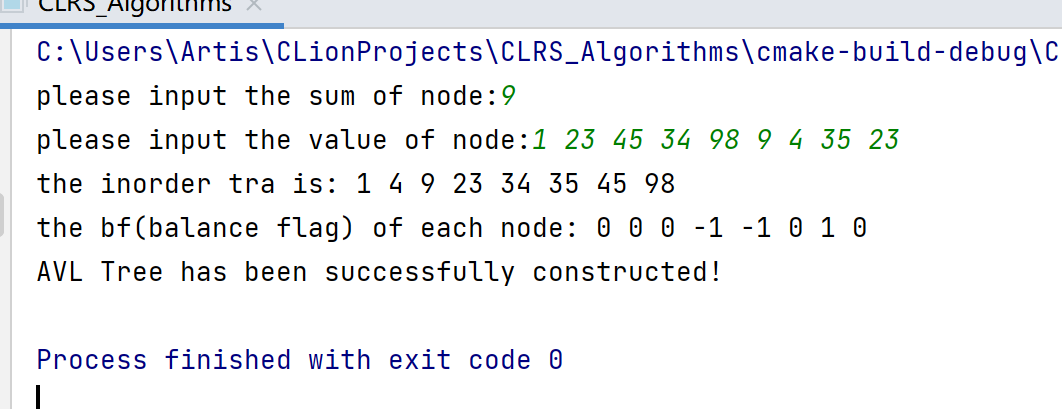 CLRS_Algorithms
C:\Users\Artis\CLionProjects\CLRS_Algorithms\cmake-build-debug\C
please input the sum of node:9
please input the value of node:1 23 45 34 98 9 4 35 23
the inorder tra is: 1 4 9 23 34 35 45 98
the bf(balance flag) of each node: 0 0 0 -1 -1 0 1 0
AVL Tree has been successfully constructed!
Process finished with exit code 0